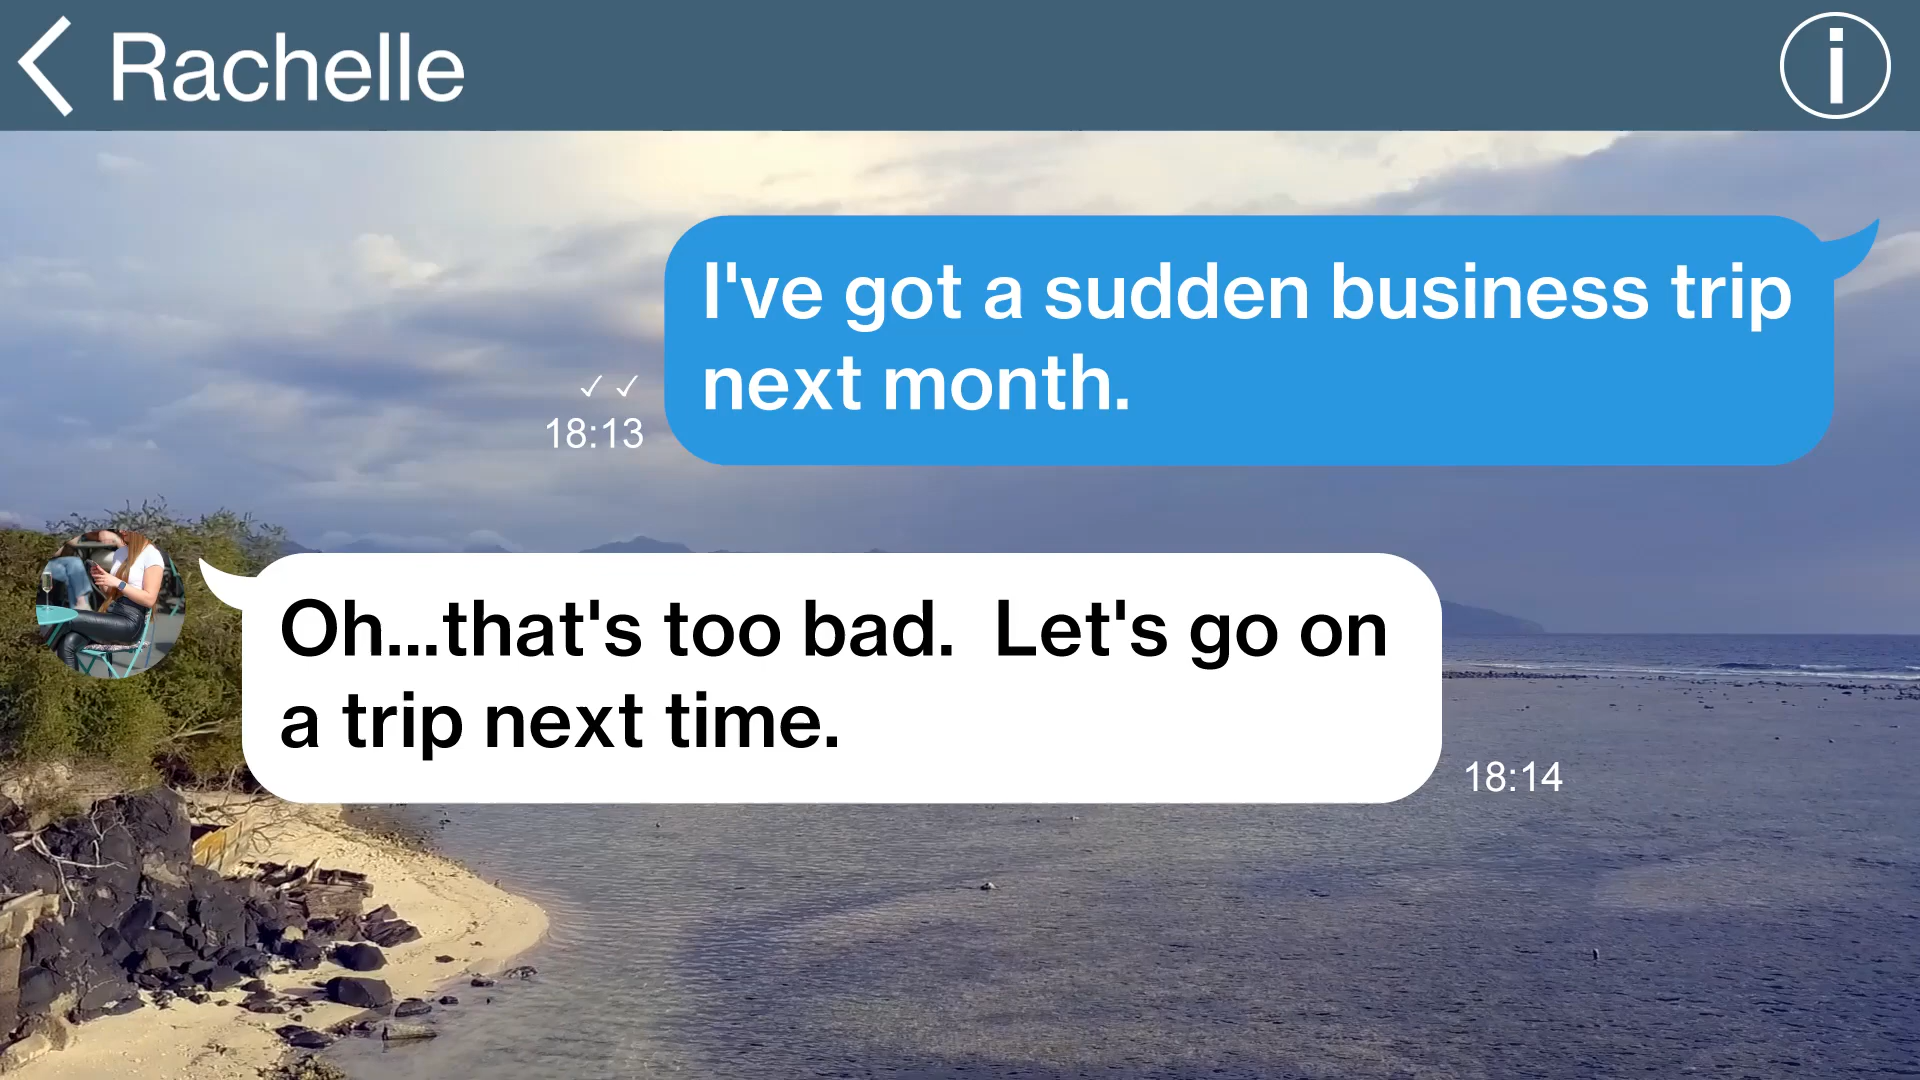 Rachelle
I've got a sudden business trip
next month.
✓✓
18:13
Oh...that's too bad.  Let's go on
a trip next time.
18:14